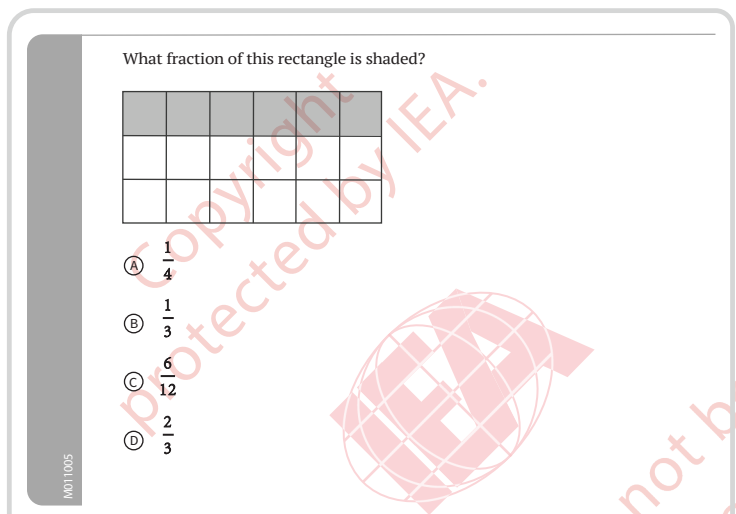 What fraction of this rectangle is shaded?
A 1/4
B 1/3
C 6/12
D 2/3
M011005
Copyright
protected by IEA.
IEA
not b